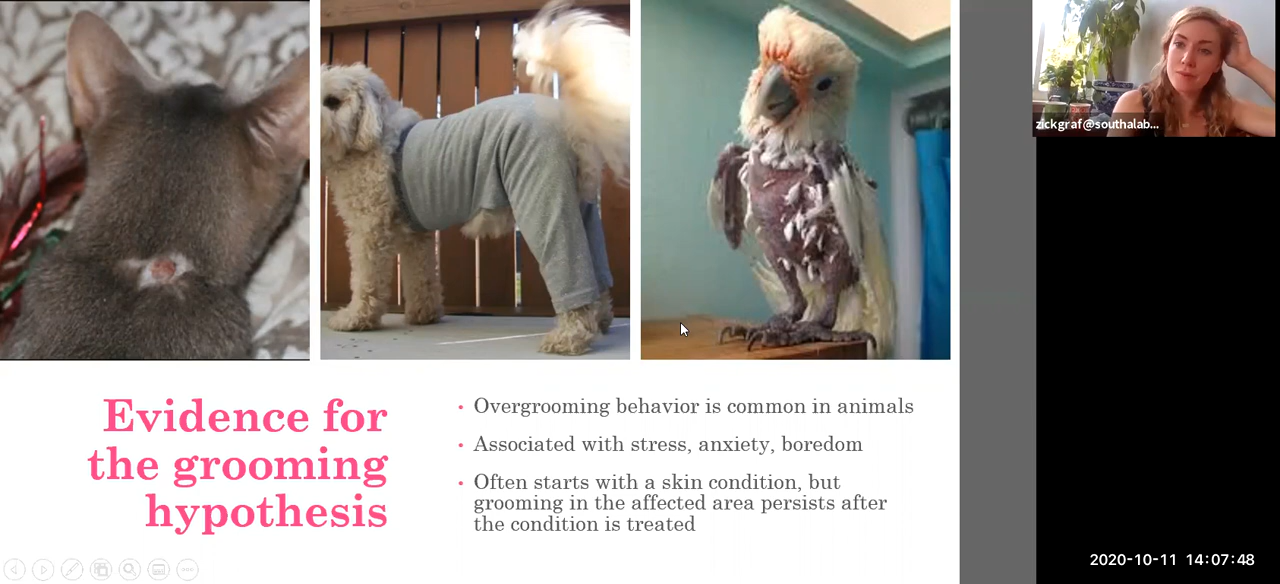 zickgraf@southalab...
Evidence for
the grooming
hypothesis
• Overgrooming behavior is common in animals
• Associated with stress, anxiety, boredom
• Often starts with a skin condition, but
grooming in the affected area persists after
the condition is treated
2020-10-11 14:07:48